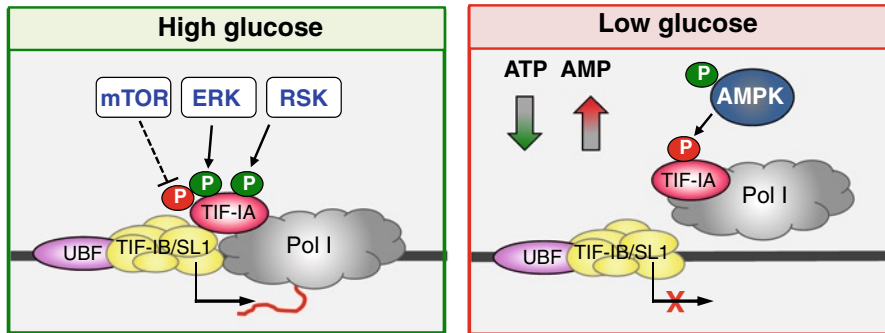 High glucose
mTOR ERK RSK
P P P
TIF-IA
UBF TIF-IB/SL1 Pol I
Low glucose
ATP AMP
P
AMPK
P
TIF-IA
Pol I
UBF TIF-IB/SL1
X